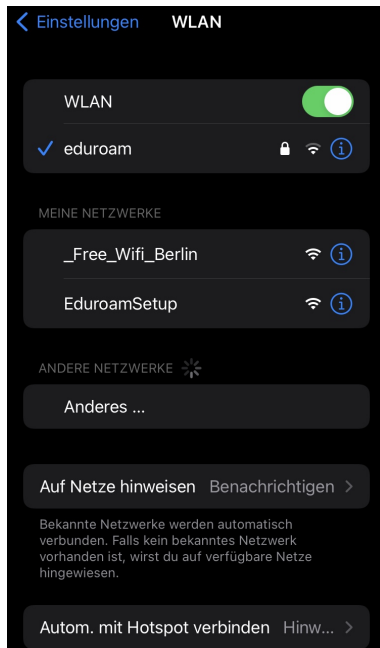 Einstellungen WLAN
WLAN
eduroam
MEINE NETZWERKE
_Free_Wifi_Berlin
EduroamSetup
ANDERE NETZWERKE
Anderes ...
Auf Netze hinweisen Benachrichtigen
Bekannte Netzwerke werden automatisch
verbunden. Falls kein bekanntes Netzwerk
vorhanden ist, wirst du auf verfügbare Netze
hingewiesen.
Autom. mit Hotspot verbinden Hinw...